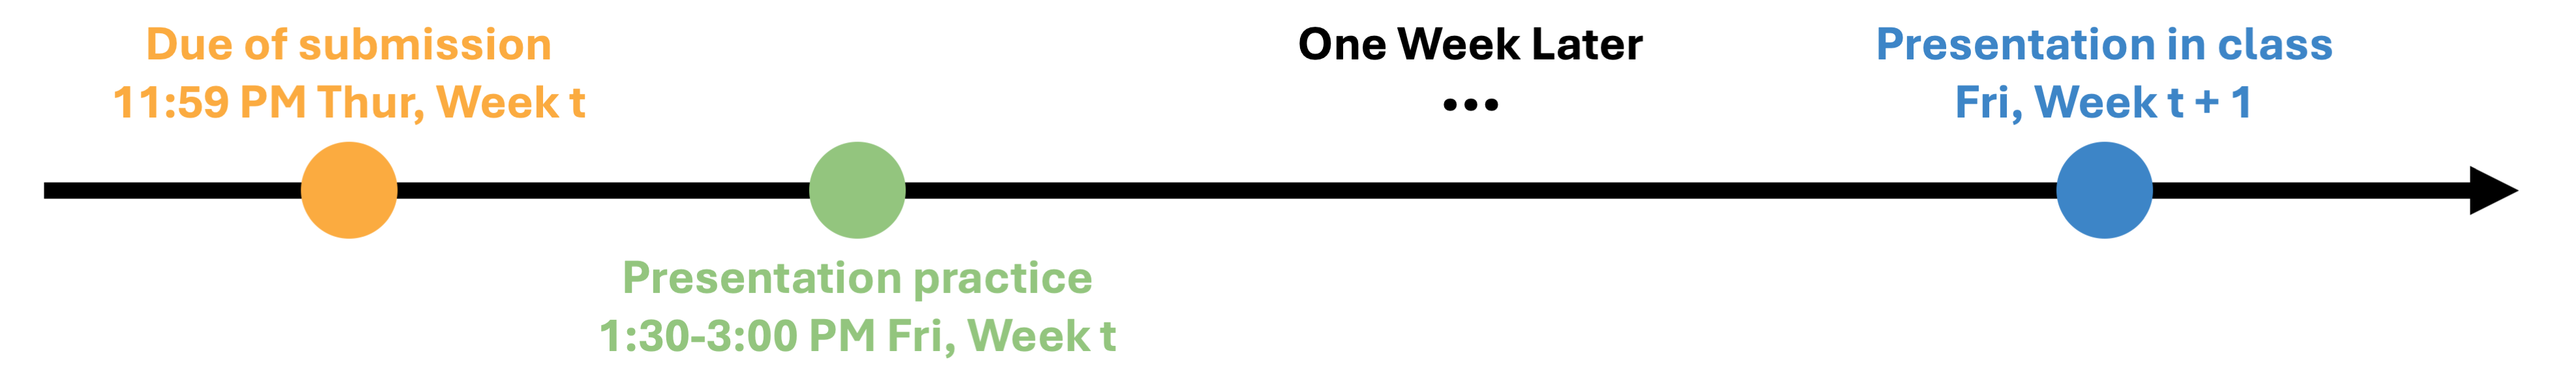 Due of submission
11:59 PM Thur, Week t
Presentation practice
1:30-3:00 PM Fri, Week t
One Week Later
...
Presentation in class
Fri, Week t + 1